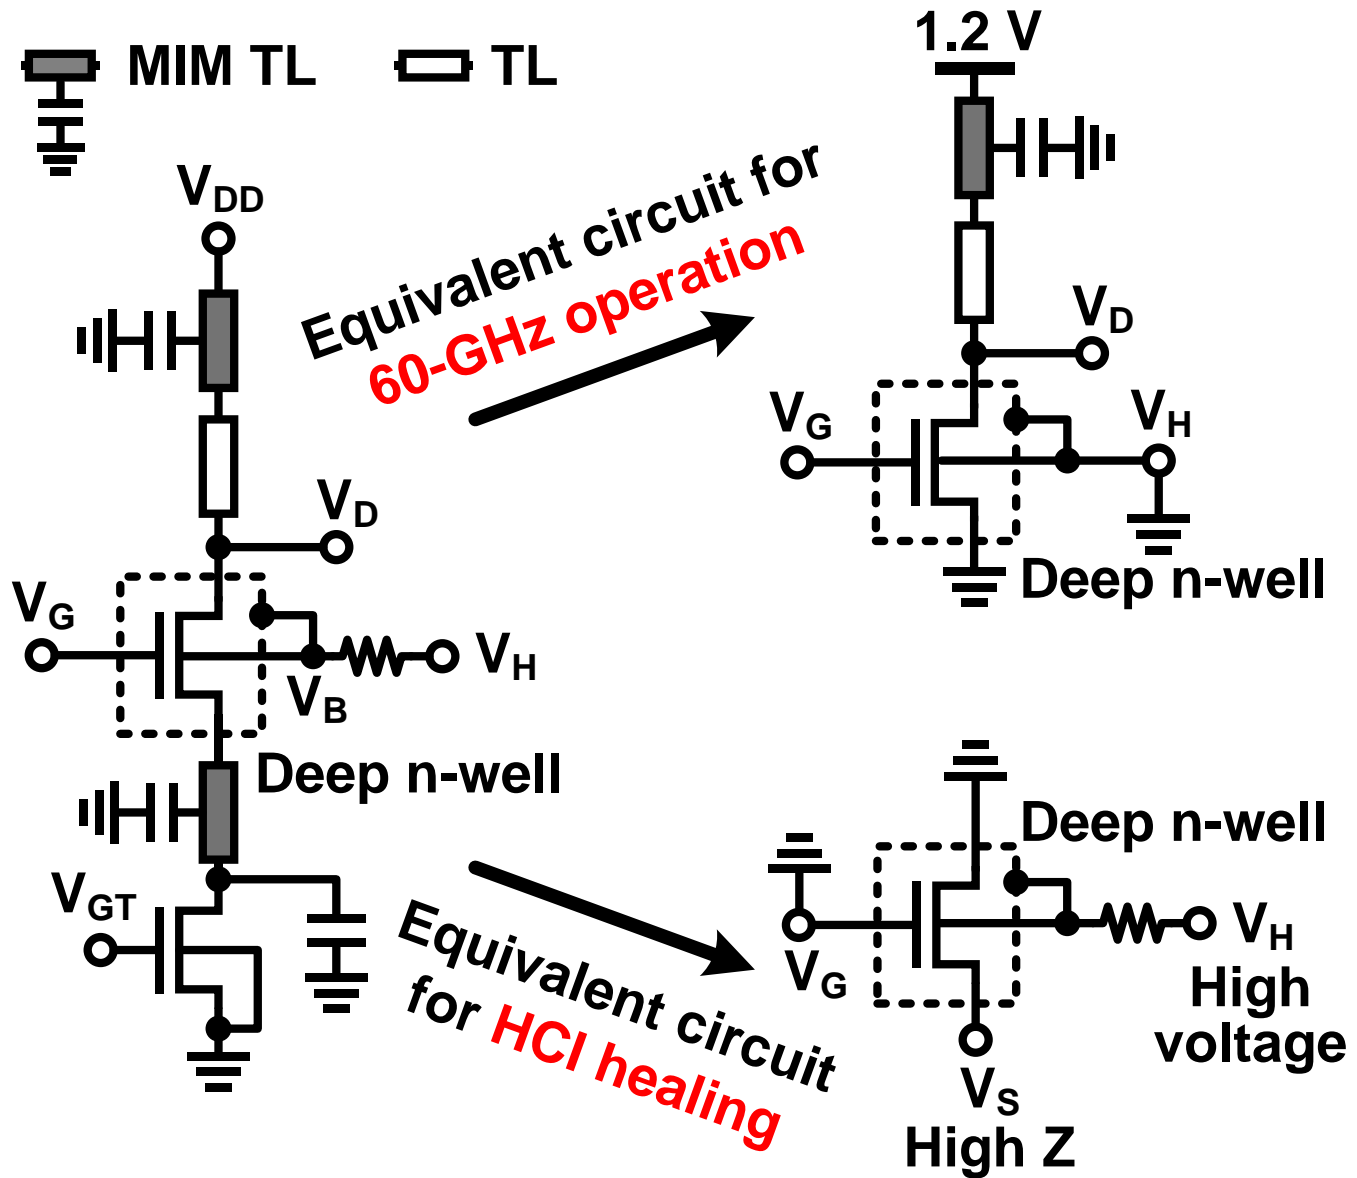 MIM TL
TL
1.2 V
VDD
Equivalent circuit for
60-GHz operation
VD
VG
VH
Deep n-well
VD
VG
VH
VB
Deep n-well
VGT
Equivalent circuit
for HCI healing
Deep n-well
VG
VH
High
voltage
VS
High Z